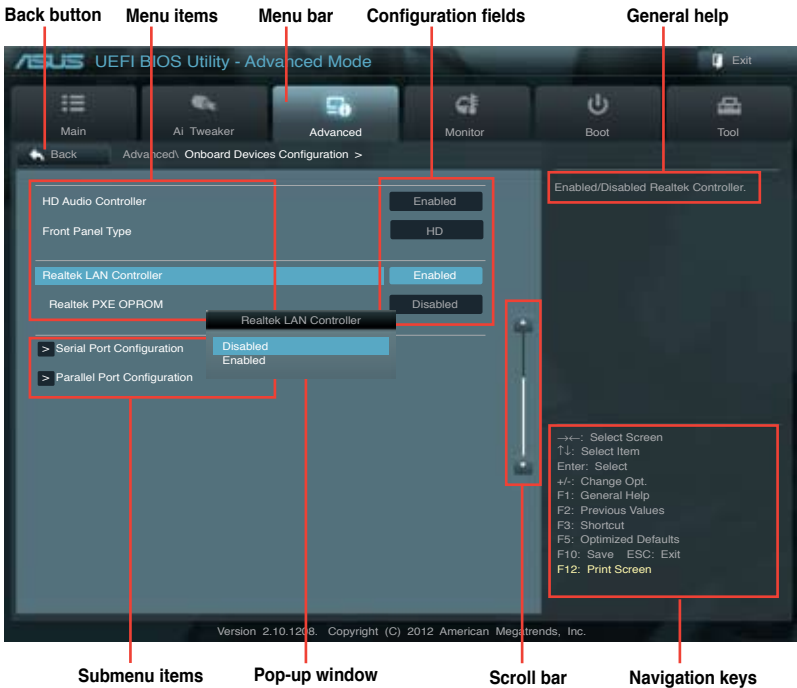 Back button Menu items Menu bar Configuration fields General help
ASUS UEFI BIOS Utility - Advanced Mode Exit
Main Ai Tweaker Advanced Monitor Boot Tool
Back Advanced\ Onboard Devices Configuration >
Enabled/Disabled Realtek Controller.
HD Audio Controller Enabled
Front Panel Type HD
Realtek LAN Controller Enabled
Realtek PXE OPROM Disabled
Realtek LAN Controller
Disabled
Enabled
> Serial Port Configuration
> Parallel Port Configuration
→←: Select Screen
↑↓: Select Item
Enter: Select
+/-: Change Opt.
F1: General Help
F2: Previous Values
F3: Shortcut
F5: Optimized Defaults
F10: Save ESC: Exit
F12: Print Screen
Version 2.10.1208. Copyright (C) 2012 American Megatrends, Inc.
Submenu items Pop-up window Scroll bar Navigation keys